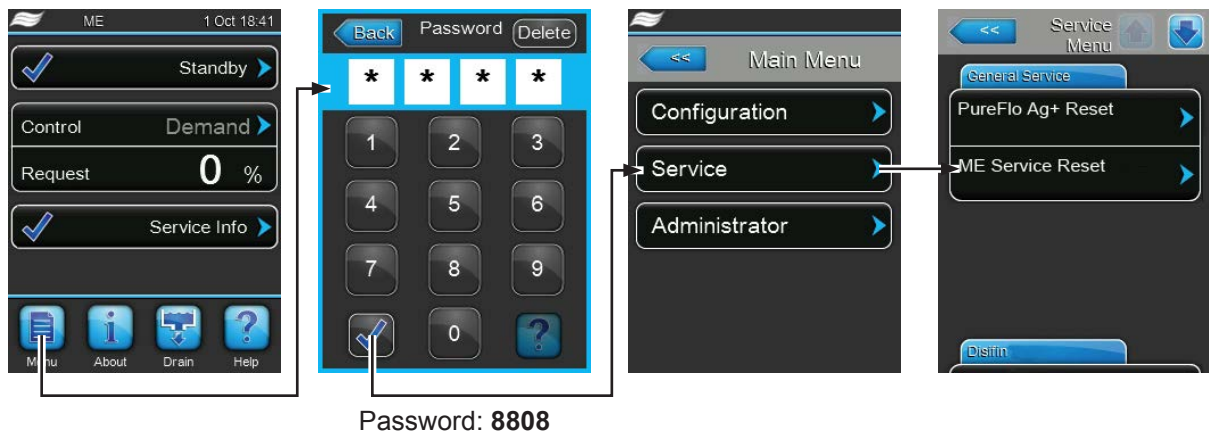 ME 1 Oct 18:41
Standby
Control Demand
Request 0 %
Service Info
Menu About Drain Help
Back Password Delete
* * * *
1 2 3
4 5 6
7 8 9
0 ?
Password: 8808
<< Main Menu
Configuration
Service
Administrator
<< Service
Menu
General Service
PureFlo Ag+ Reset
ME Service Reset
Disifin